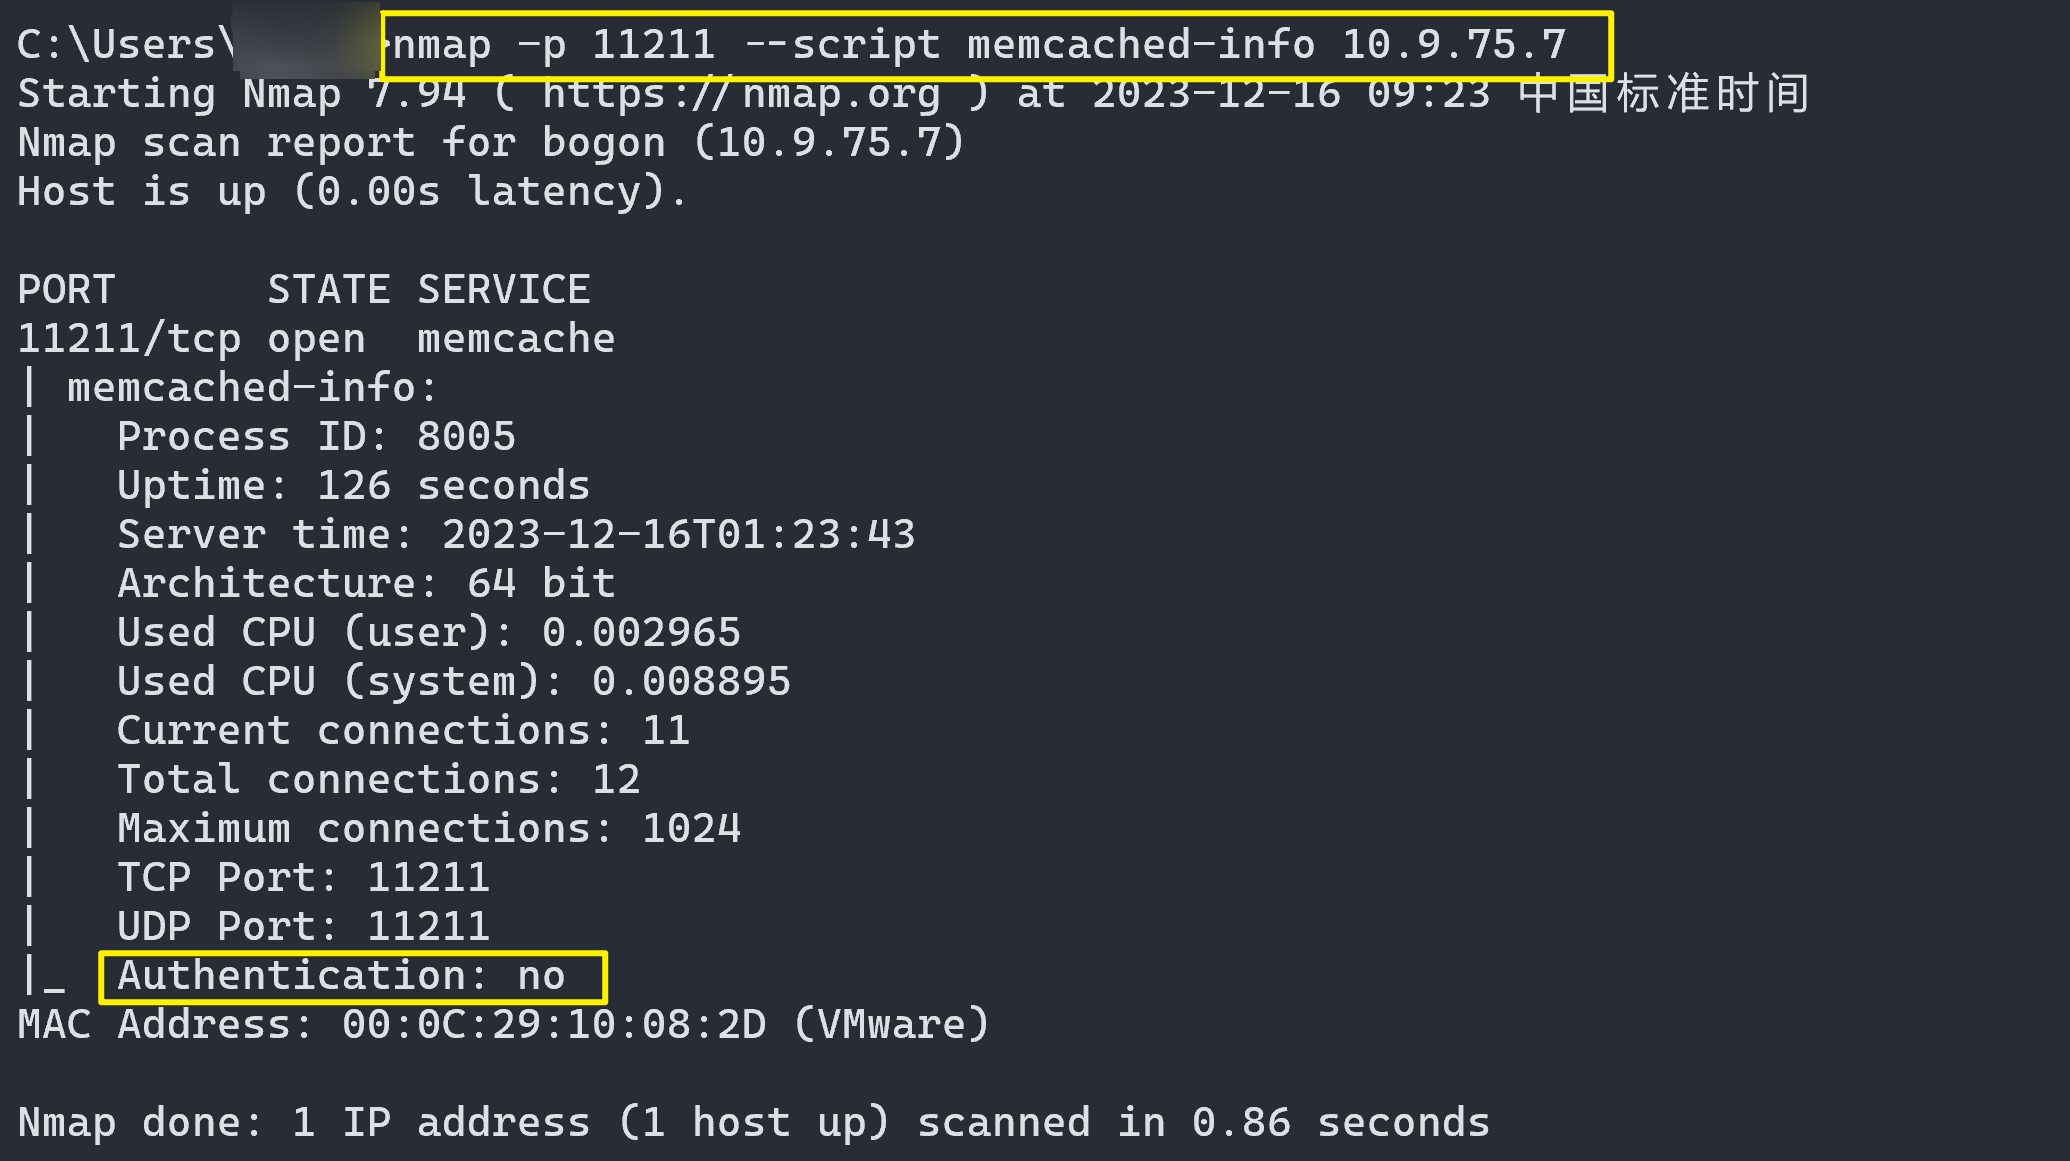 C:\Users\ >nmap -p 11211 --script memcached-info 10.9.75.7
Starting Nmap 7.94 ( https://nmap.org ) at 2023-12-16 09:23 中国标准时间
Nmap scan report for bogon (10.9.75.7)
Host is up (0.00s latency).
PORT      STATE SERVICE
11211/tcp open  memcache
| memcached-info:
|   Process ID: 8005
|   Uptime: 126 seconds
|   Server time: 2023-12-16T01:23:43
|   Architecture: 64 bit
|   Used CPU (user): 0.002965
|   Used CPU (system): 0.008895
|   Current connections: 11
|   Total connections: 12
|   Maximum connections: 1024
|   TCP Port: 11211
|   UDP Port: 11211
|_  Authentication: no
MAC Address: 00:0C:29:10:08:2D (VMware)
Nmap done: 1 IP address (1 host up) scanned in 0.86 seconds